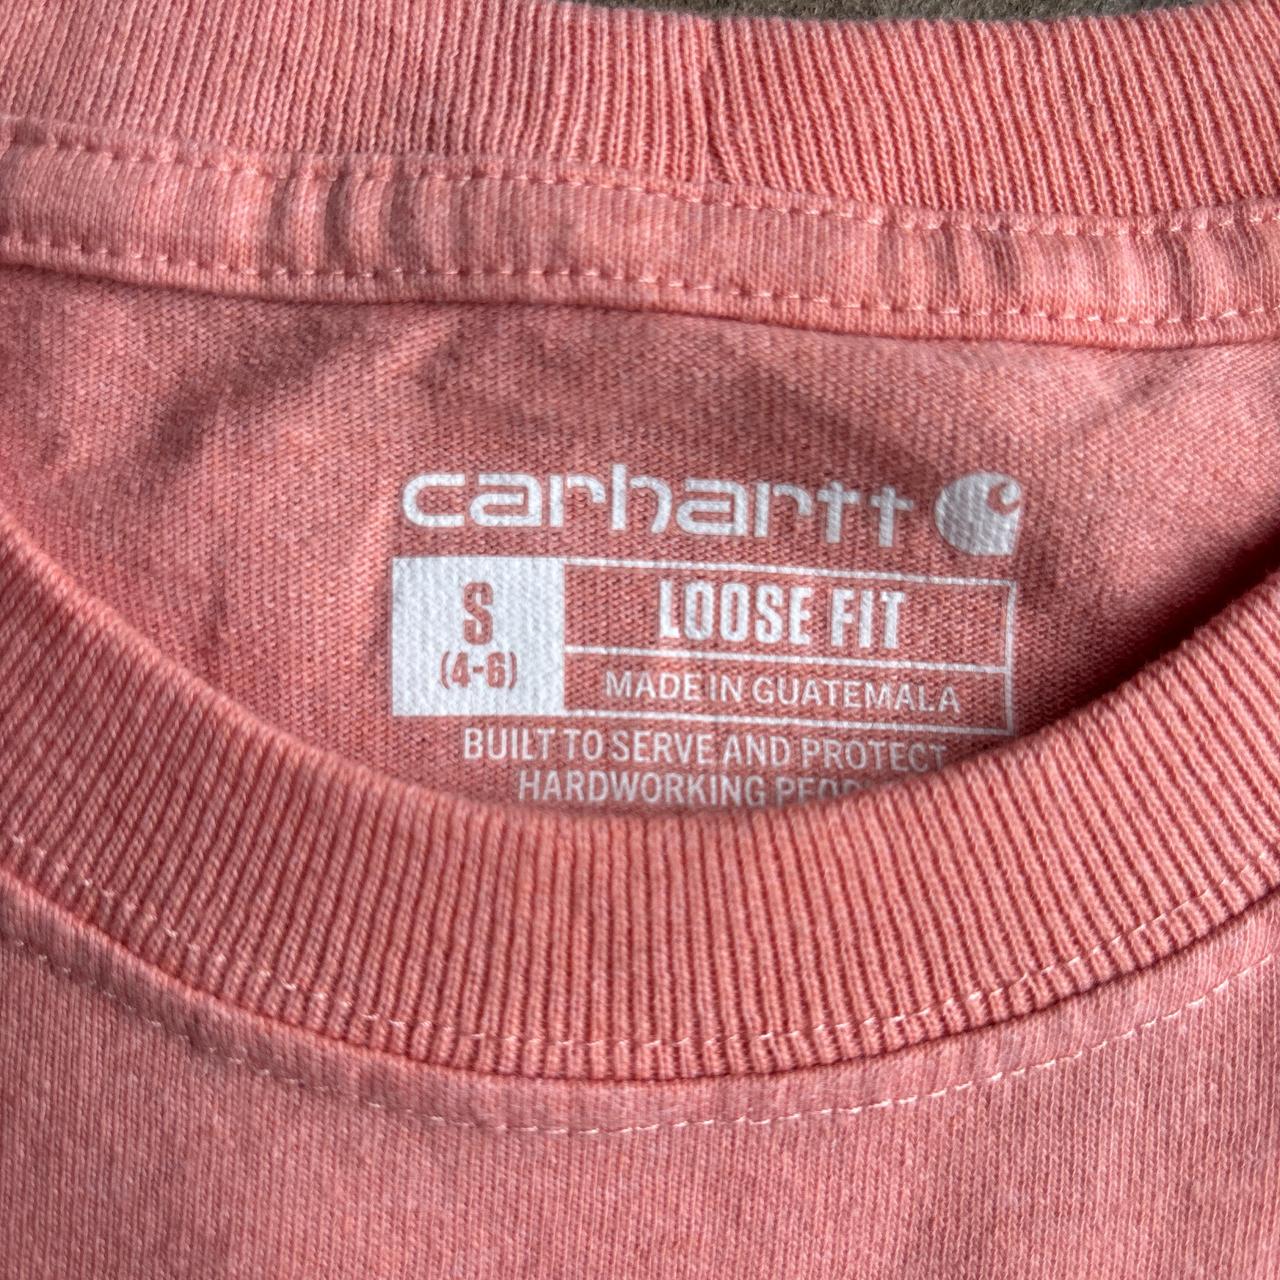 carhartt
S
(4-6)
LOOSE FIT
MADE IN GUATEMALA
BUILT TO SERVE AND PROTECT
HARDWORKING